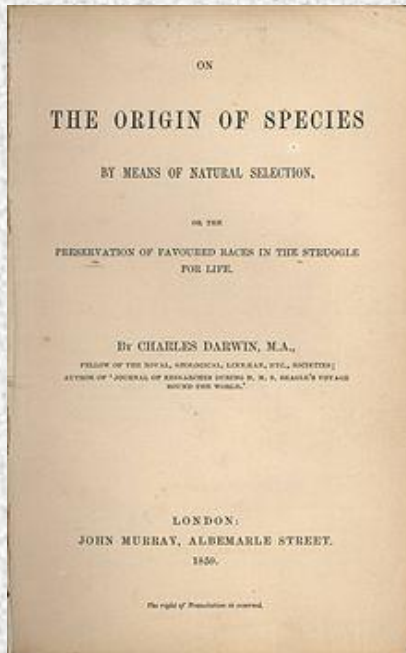 ON
THE ORIGIN OF SPECIES
BY MEANS OF NATURAL SELECTION,
OR THE
PRESERVATION OF FAVOURED RACES IN THE STRUGGLE
FOR LIFE.
BY CHARLES DARWIN, M.A.,
FELLOW OF THE ROYAL, GEOLOGICAL, LINNÆAN, ETC., SOCIETIES;
AUTHOR OF 'JOURNAL OF RESEARCHES DURING H. M. S. BEAGLE'S VOYAGE
ROUND THE WORLD.'
LONDON:
JOHN MURRAY, ALBEMARLE STREET.
1859.
The right of Translation is reserved.